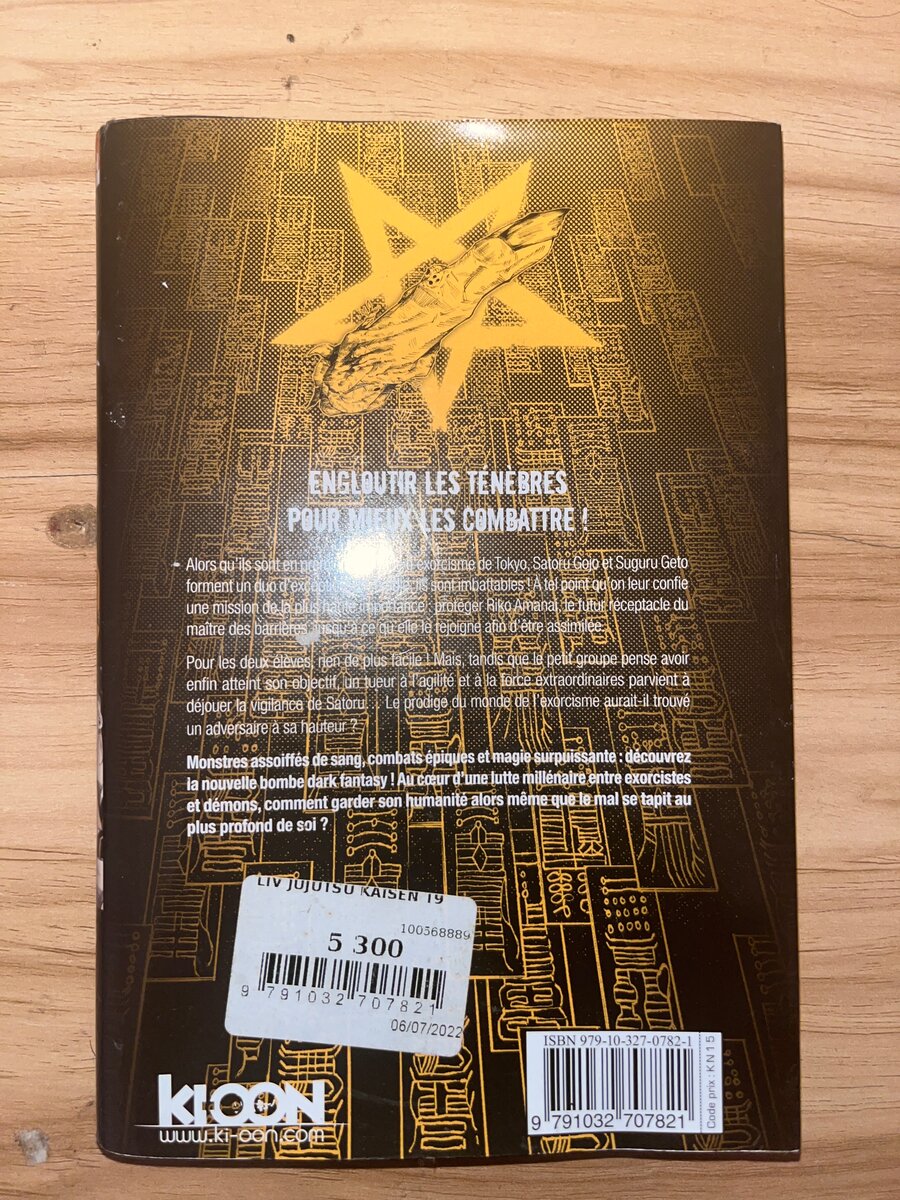 ENGLOUTIR LES TÉNÈBRES
POUR MIEUX LES COMBATTRE !
Alors qu'ils sont en exorcisme de Tokyo, Satoru Gojo et Suguru Geto
forment un duo ils sont imbattables ! À tel point qu'on leur confie
une mission de la plus haute importance : protéger Riko Amanai, le futur réceptacle du
maître des barrières, jusqu'à ce qu'elle le rejoigne afin d'être assimilée.
Pour les deux élèves, rien de plus facile ! Mais, tandis que le petit groupe pense avoir
enfin atteint son objectif, un tueur à l'agilité et à la force extraordinaires parvient à
déjouer la vigilance de Satoru... Le prodige du monde de l'exorcisme aurait-il trouvé
un adversaire à sa hauteur ?
Monstres assoiffés de sang, combats épiques et magie surpuissante : découvrez
la nouvelle bombe dark fantasy ! Au cœur d'une lutte millénaire entre exorcistes
et démons, comment garder son humanité alors même que le mal se tapit au
plus profond de soi ?
LIV JUJUTSU KAISEN T9
100368889
5 300
9 791032 707821
06/07/2022
KI-OON
www.ki-oon.com
ISBN 979-10-327-0782-1
9 791032 707821
Code prix : KN15